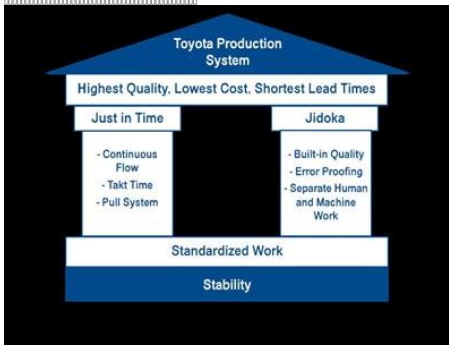 Toyota Production
System
Highest Quality, Lowest Cost, Shortest Lead Times
Just in Time
Jidoka
- Continuous
Flow
- Takt Time
- Pull System
- Built-in Quality
- Error Proofing
- Separate Human
and Machine
Work
Standardized Work
Stability